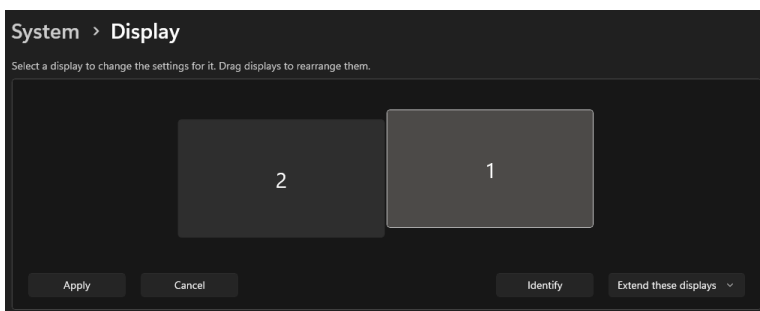 System > Display
Select a display to change the settings for it. Drag displays to rearrange them.
2
1
Apply
Cancel
Identify
Extend these displays